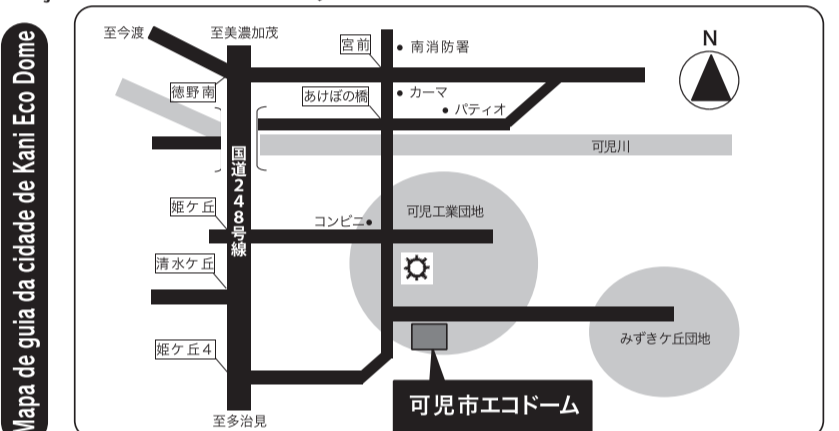 Mapa de guia da cidade de Kani Eco Dome
至今渡
至美濃加茂
宮前
南消防署
N
徳野南
あけぼの橋
カーマ
パティオ
可児川
国道248号線
姫ケ丘
コンビニ
可児工業団地
清水ケ丘
姫ケ丘4
みずきケ丘団地
可児市エコドーム
至多治見